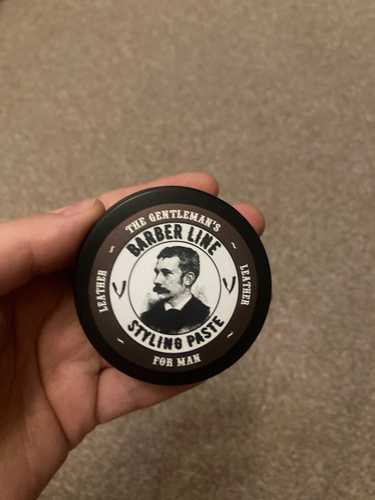 THE GENTLEMAN'S
BARBER LINE
LEATHER
LEATHER
STYLING PASTE
FOR MAN